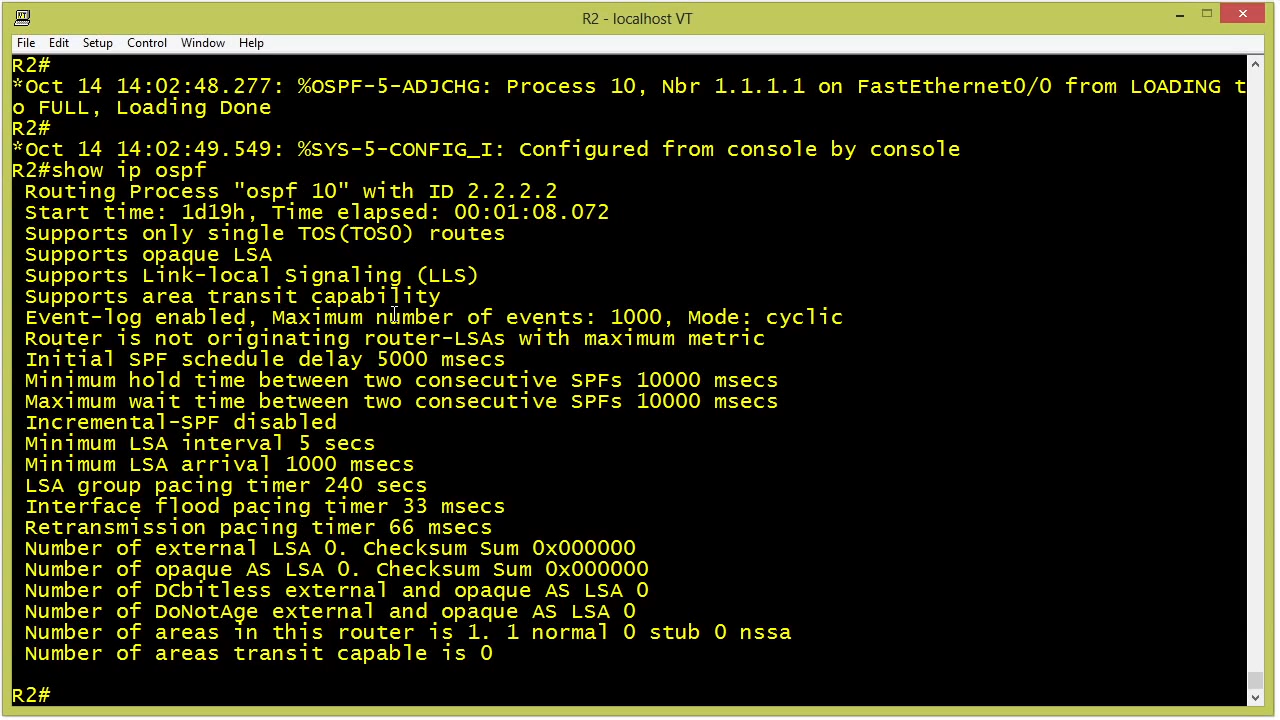 R2 - localhost VT
File Edit Setup Control Window Help
R2#
*Oct 14 14:02:48.277: %OSPF-5-ADJCHG: Process 10, Nbr 1.1.1.1 on FastEthernet0/0 from LOADING t
o FULL, Loading Done
R2#
*Oct 14 14:02:49.549: %SYS-5-CONFIG_I: Configured from console by console
R2#show ip ospf
Routing Process "ospf 10" with ID 2.2.2.2
Start time: 1d19h, Time elapsed: 00:01:08.072
Supports only single TOS(TOS0) routes
Supports opaque LSA
Supports Link-local Signaling (LLS)
Supports area transit capability
Event-log enabled, Maximum number of events: 1000, Mode: cyclic
Router is not originating router-LSAs with maximum metric
Initial SPF schedule delay 5000 msecs
Minimum hold time between two consecutive SPFs 10000 msecs
Maximum wait time between two consecutive SPFs 10000 msecs
Incremental-SPF disabled
Minimum LSA interval 5 secs
Minimum LSA arrival 1000 msecs
LSA group pacing timer 240 secs
Interface flood pacing timer 33 msecs
Retransmission pacing timer 66 msecs
Number of external LSA 0. Checksum Sum 0x000000
Number of opaque AS LSA 0. Checksum Sum 0x000000
Number of DCbitless external and opaque AS LSA 0
Number of DoNotAge external and opaque AS LSA 0
Number of areas in this router is 1. 1 normal 0 stub 0 nssa
Number of areas transit capable is 0
R2#